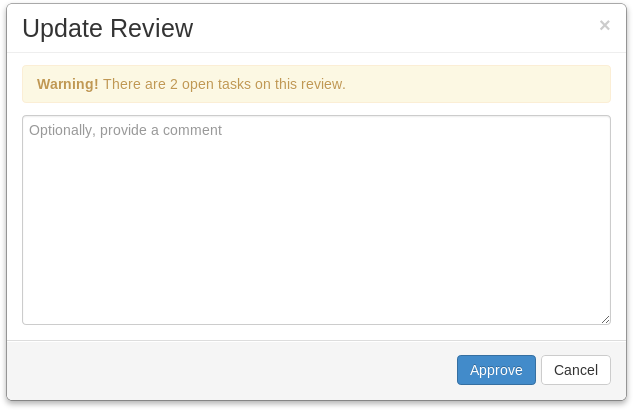 Update Review
×
Warning! There are 2 open tasks on this review.
Optionally, provide a comment
Approve
Cancel